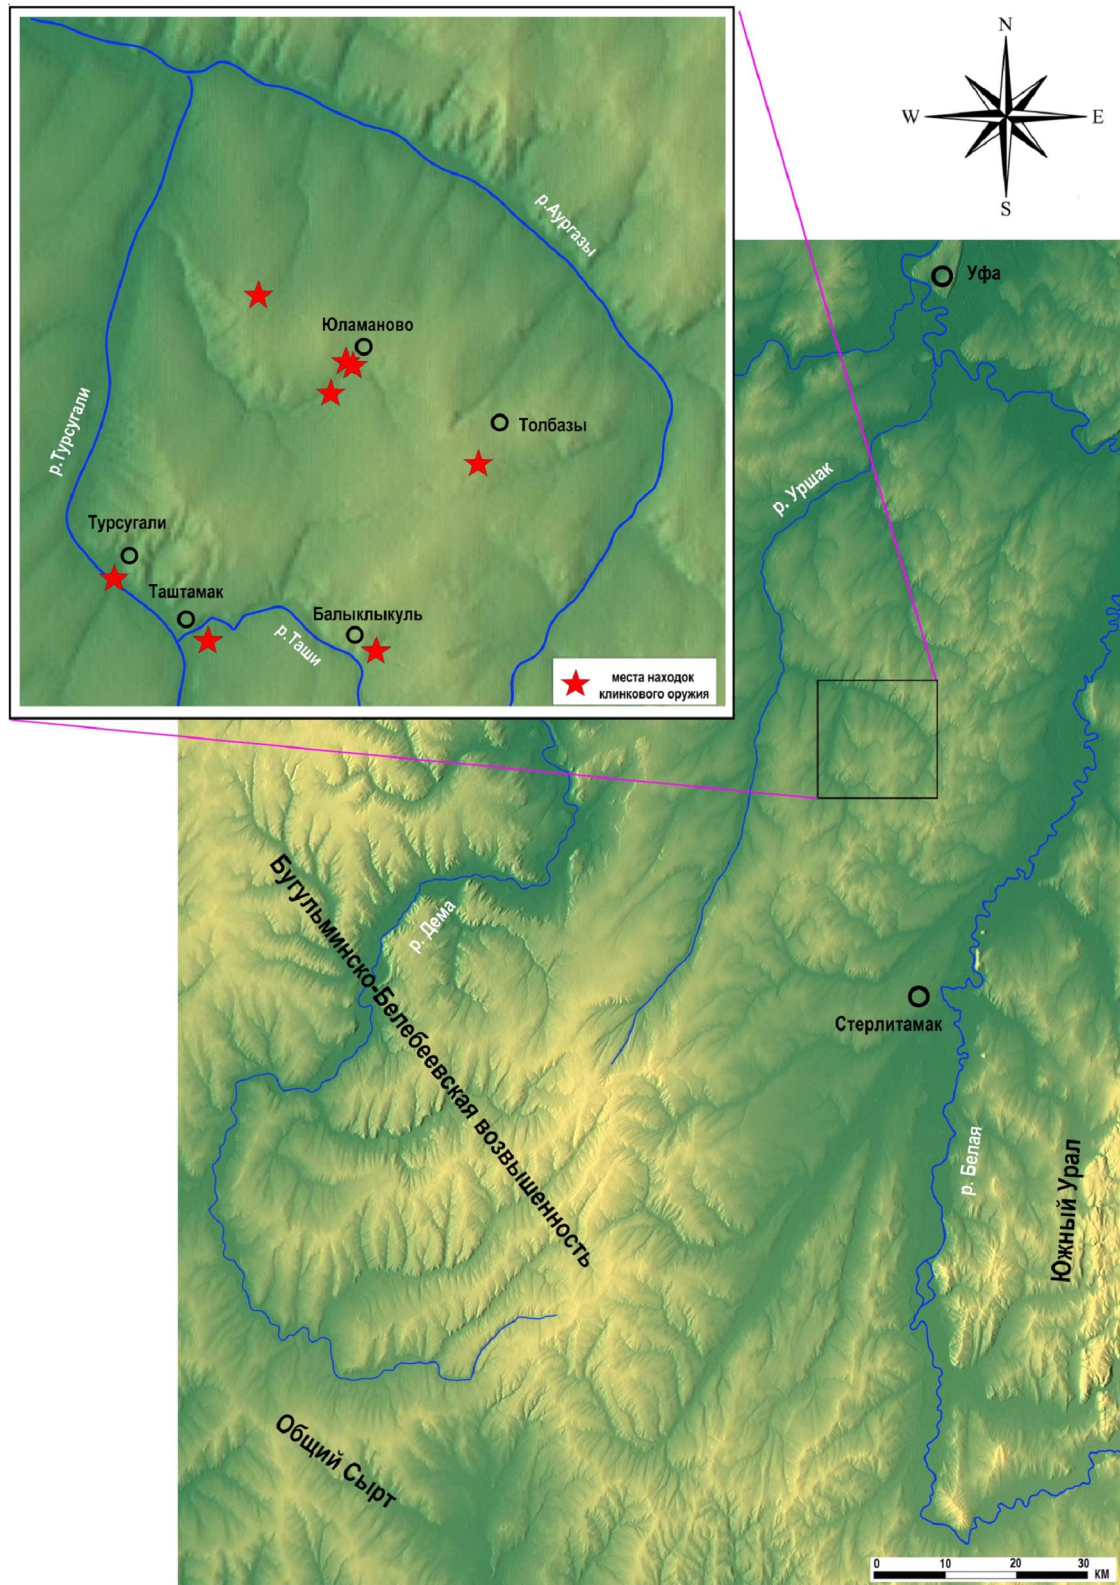 N
W
E
S
р.Аургазы
Юламаново
Толбазы
р.Турсугали
Турсугали
Таштамак
Балыклыкуль
р.Таши
места находок
клинкового оружия
Уфа
р. Уршак
Бугульминско-Белебеевская возвышенность
р. Дема
Стерлитамак
р. Белая
Южный Урал
Общий Сырт
0 10 20 30
КМ